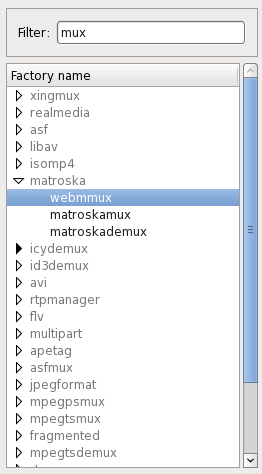 Filter: mux
Factory name
xingmux
realmedia
asf
libav
isomp4
matroska
webmmux
matroskamux
matroskademux
icydemux
id3demux
avi
rtpmanager
flv
multipart
apetag
asfmux
jpegformat
mpegpsmux
mpegtsmux
fragmented
mpegtsdemux